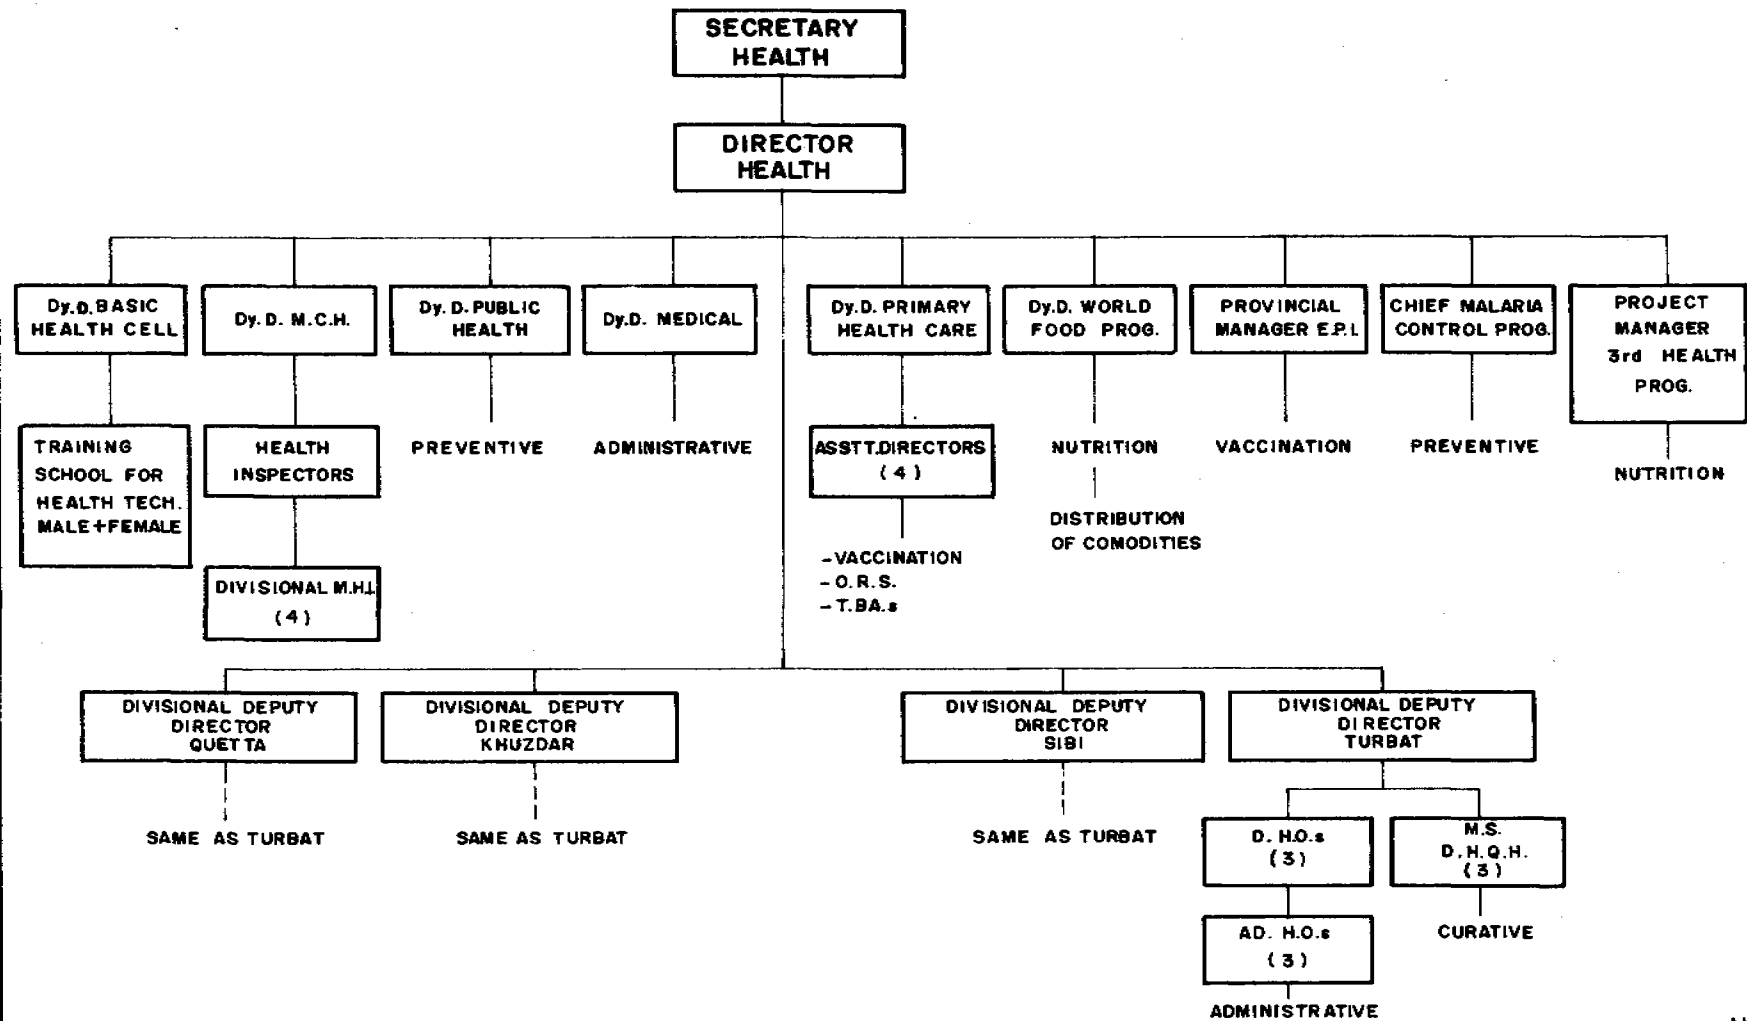 SECRETARY
HEALTH
DIRECTOR
HEALTH
Dy.D. BASIC
HEALTH CELL
Dy. D. M.C.H.
Dy. D. PUBLIC
HEALTH
Dy.D. MEDICAL
Dy.D. PRIMARY
HEALTH CARE
Dy.D. WORLD
FOOD PROG.
PROVINCIAL
MANAGER E.P.I.
CHIEF MALARIA
CONTROL PROG.
PROJECT
MANAGER
3rd HEALTH
PROG.
TRAINING
SCHOOL FOR
HEALTH TECH.
MALE+FEMALE
HEALTH
INSPECTORS
PREVENTIVE
ADMINISTRATIVE
ASSTT.DIRECTORS
(4)
NUTRITION
VACCINATION
PREVENTIVE
NUTRITION
DISTRIBUTION
OF COMODITIES
-VACCINATION
-O.R.S.
-T.BA.s
DIVISIONAL M.H.I.
(4)
DIVISIONAL DEPUTY
DIRECTOR
QUETTA
DIVISIONAL DEPUTY
DIRECTOR
KHUZDAR
DIVISIONAL DEPUTY
DIRECTOR
SIBI
DIVISIONAL DEPUTY
DIRECTOR
TURBAT
SAME AS TURBAT
SAME AS TURBAT
SAME AS TURBAT
D. H.O.s
(3)
M.S.
D.H.Q.H.
(3)
AD. H.O.s
(3)
CURATIVE
ADMINISTRATIVE